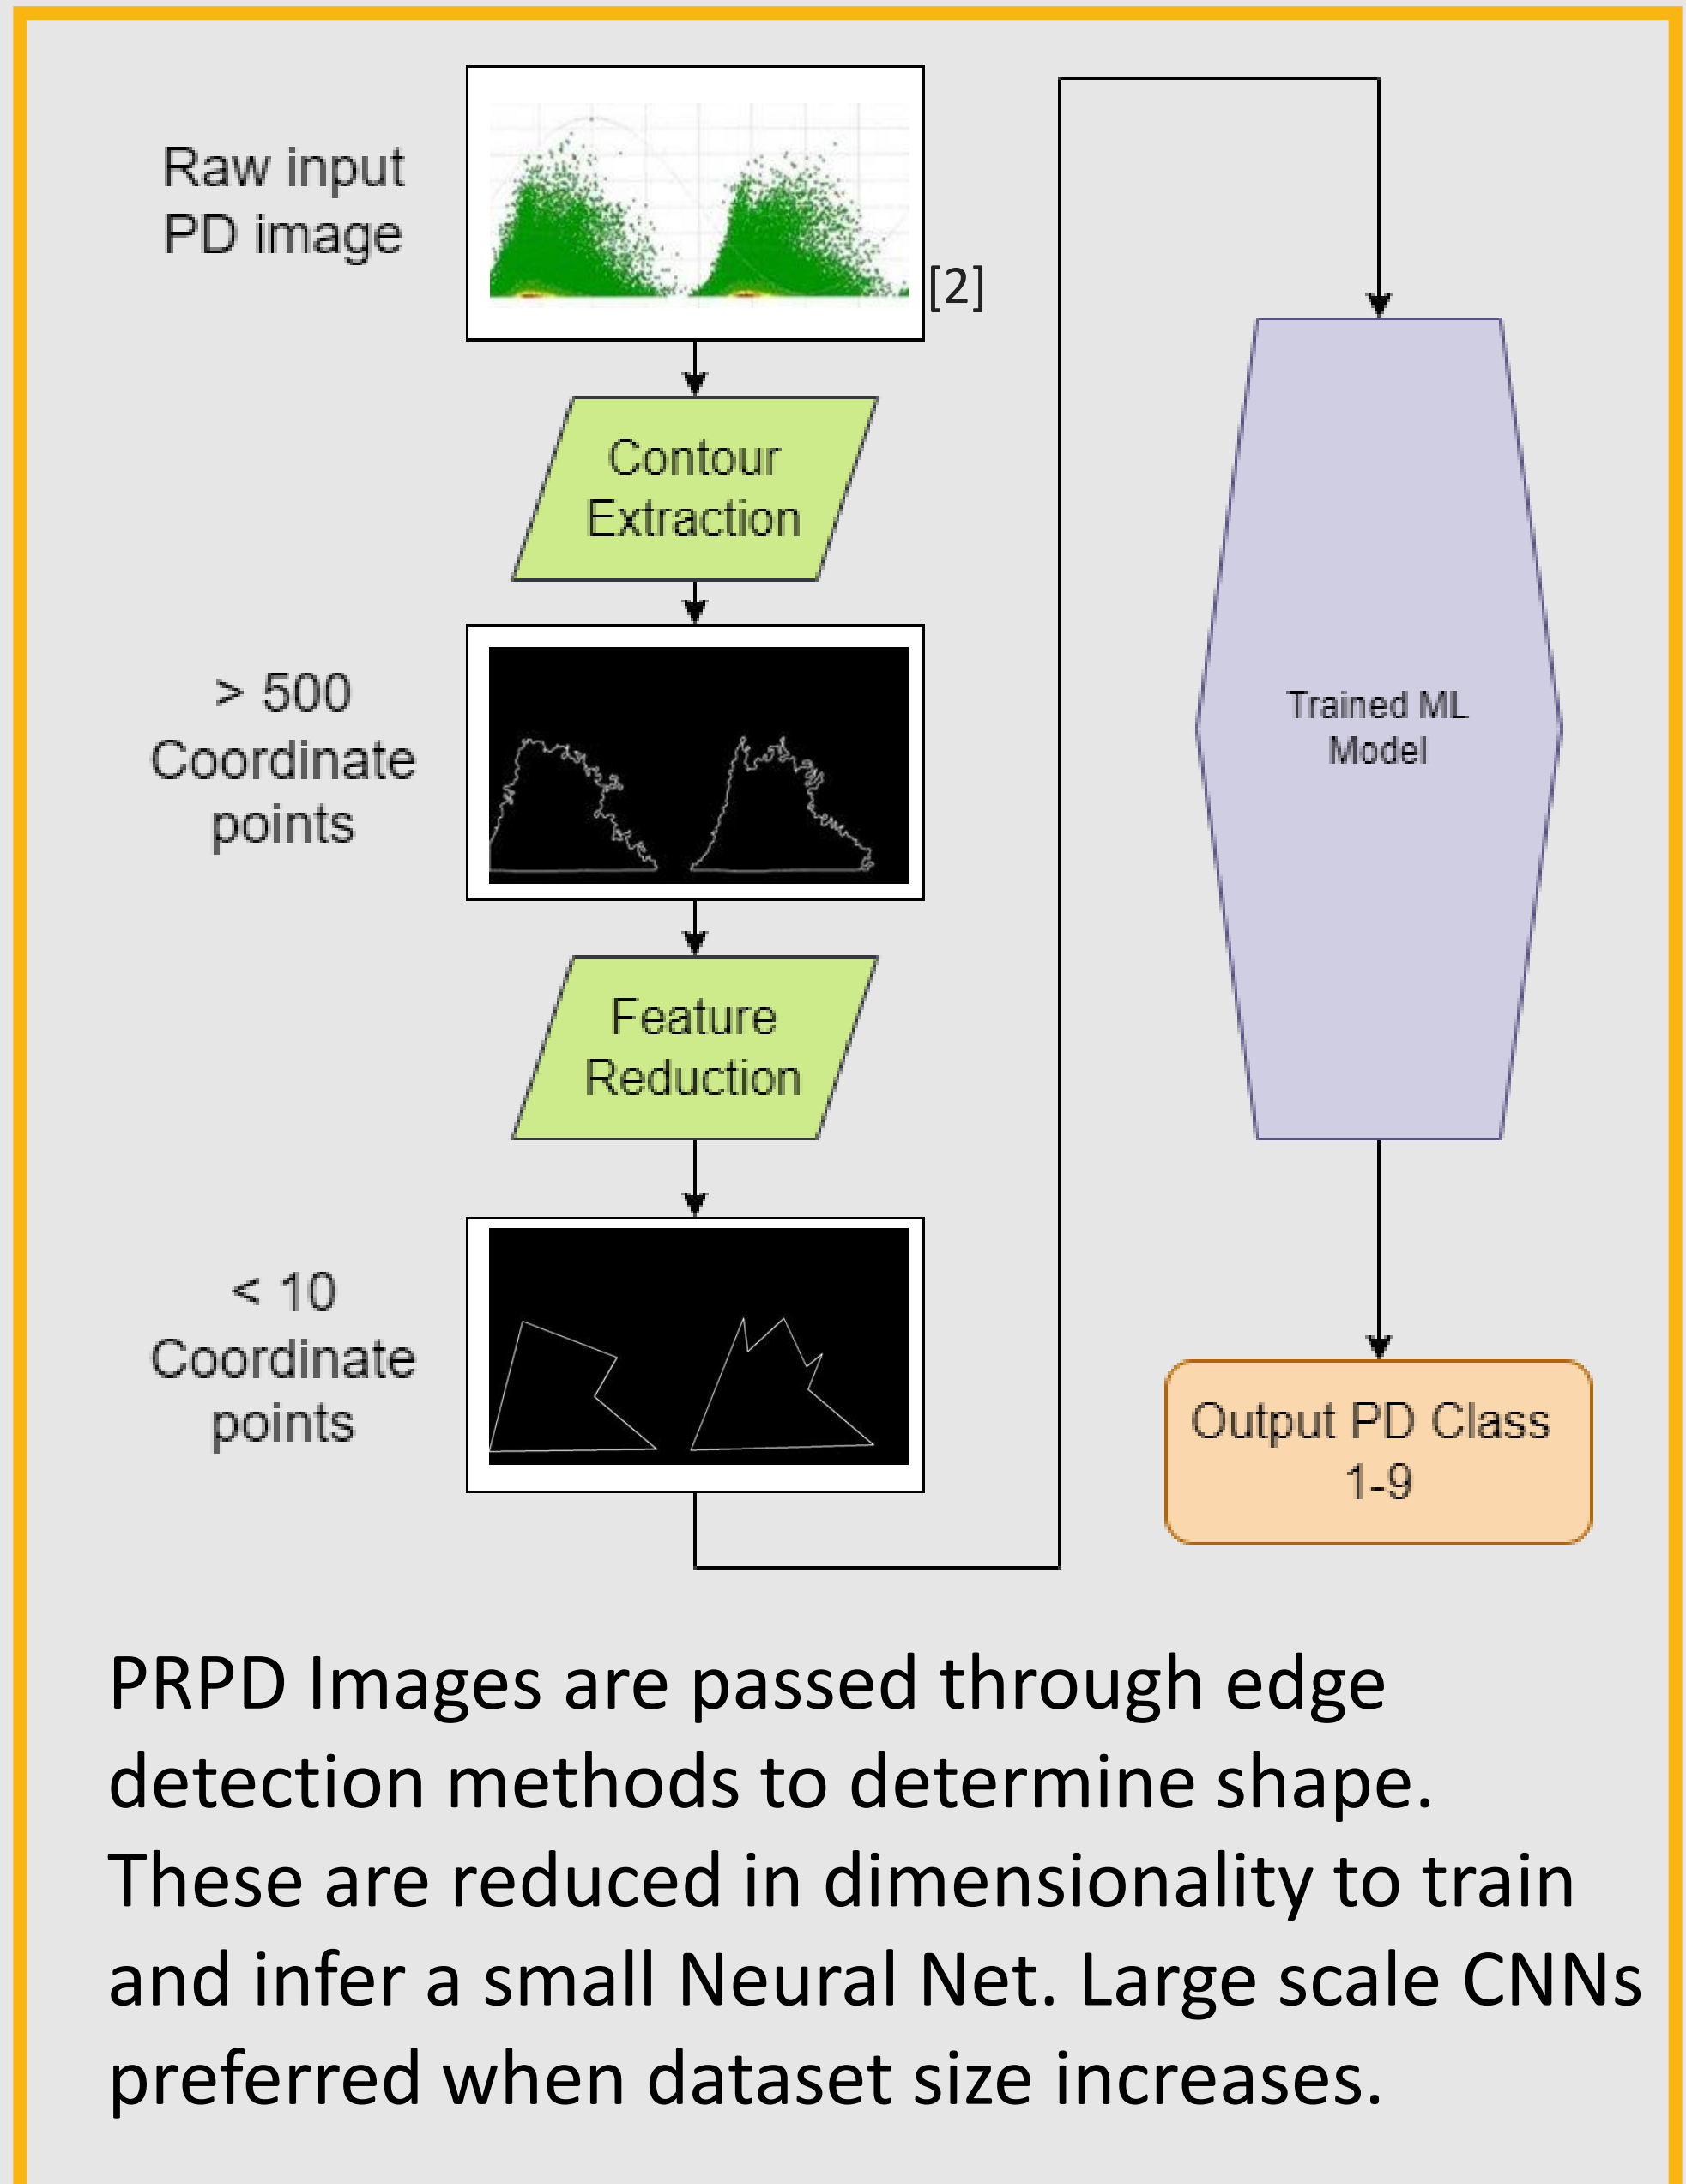 Raw input
PD image
[2]
Contour
Extraction
> 500
Coordinate
points
Feature
Reduction
< 10
Coordinate
points
Trained ML
Model
Output PD Class
1-9
PRPD Images are passed through edge
detection methods to determine shape.
These are reduced in dimensionality to train
and infer a small Neural Net. Large scale CNNs
preferred when dataset size increases.